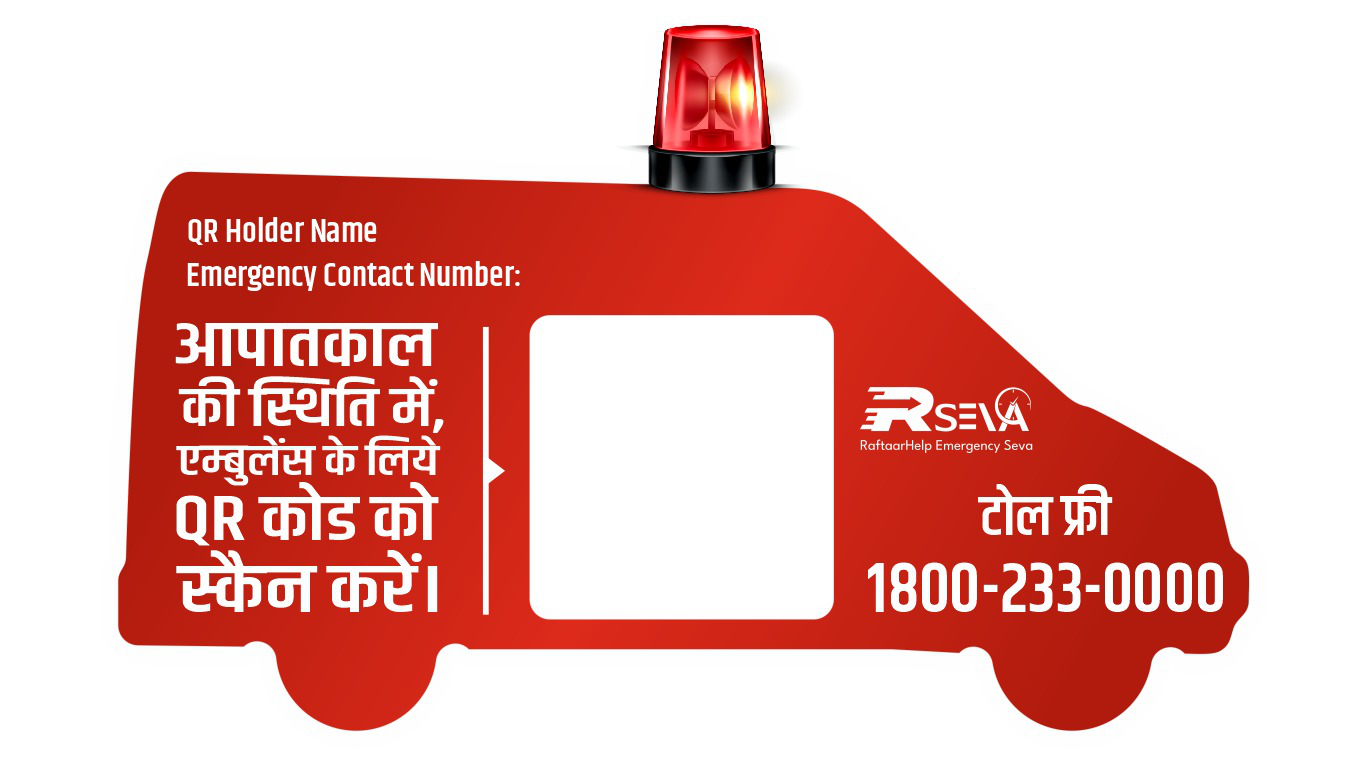 QR Holder Name
Emergency Contact Number:
आपातकाल
की स्थिति में,
एम्बुलेंस के लिये
QR कोड को
स्कैन करें।
RSEVA
RaftaarHelp Emergency Seva
टोल फ्री
1800-233-0000